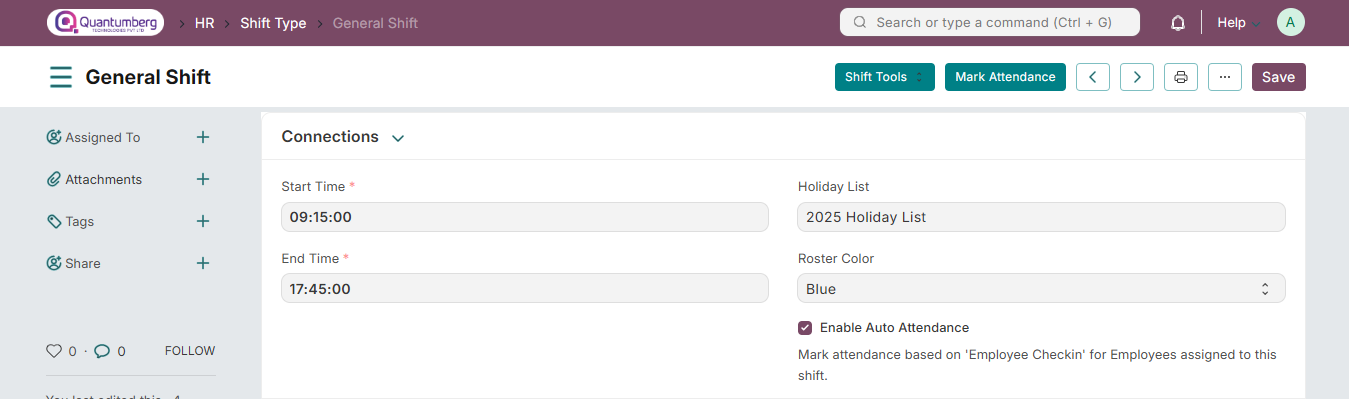 Quantumberg
TECHNOLOGIES PVT LTD
HR
Shift Type
General Shift
Search or type a command (Ctrl + G)
Help
A
General Shift
Shift Tools
Mark Attendance
...
Save
Assigned To
Attachments
Tags
Share
0 · 0
FOLLOW
Connections
Start Time *
09:15:00
Holiday List
2025 Holiday List
End Time *
17:45:00
Roster Color
Blue
Enable Auto Attendance
Mark attendance based on 'Employee Checkin' for Employees assigned to this
shift.
You last edited this